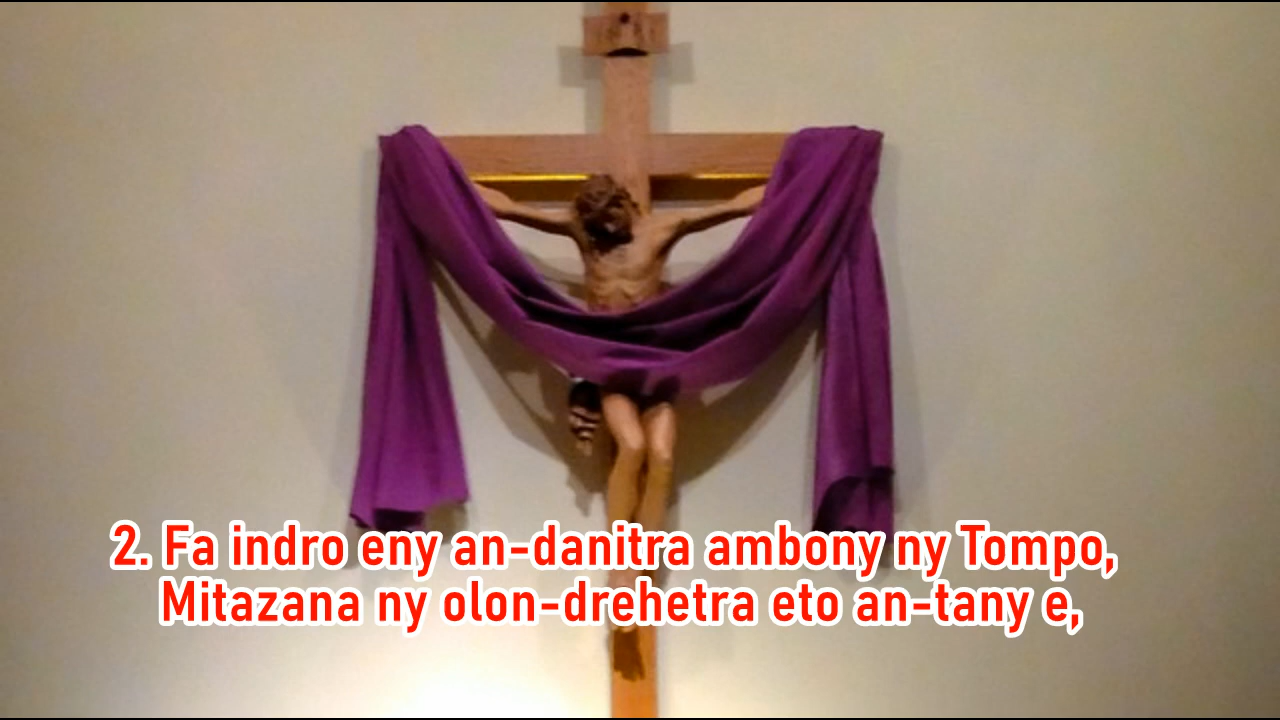 2. Fa indro eny an-danitra ambony ny Tompo,
Mitazana ny olon-drehetra eto an-tany e,